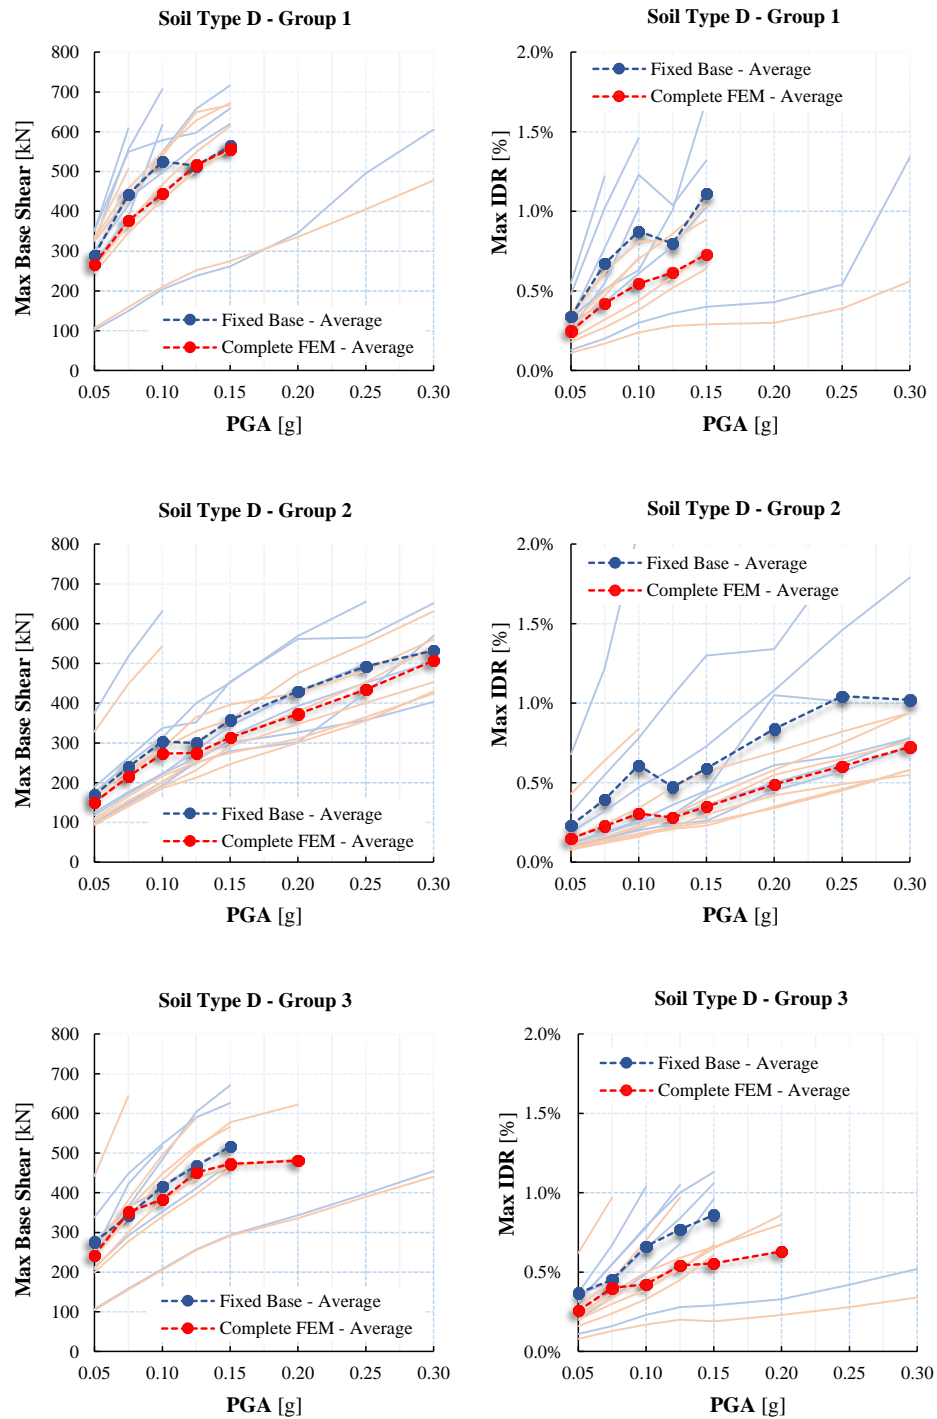 Soil Type D - Group 1
800
700
600
500
400
300
200
100
0
Max Base Shear [kN]
Fixed Base - Average
Complete FEM - Average
0.05 0.10 0.15 0.20 0.25 0.30
PGA [g]
Soil Type D - Group 1
2.0%
1.5%
1.0%
0.5%
0.0%
Max IDR [%]
Fixed Base - Average
Complete FEM - Average
0.05 0.10 0.15 0.20 0.25 0.30
PGA [g]
Soil Type D - Group 2
800
700
600
500
400
300
200
100
0
Max Base Shear [kN]
Fixed Base - Average
Complete FEM - Average
0.05 0.10 0.15 0.20 0.25 0.30
PGA [g]
Soil Type D - Group 2
2.0%
1.5%
1.0%
0.5%
0.0%
Max IDR [%]
Fixed Base - Average
Complete FEM - Average
0.05 0.10 0.15 0.20 0.25 0.30
PGA [g]
Soil Type D - Group 3
800
700
600
500
400
300
200
100
0
Max Base Shear [kN]
Fixed Base - Average
Complete FEM - Average
0.05 0.10 0.15 0.20 0.25 0.30
PGA [g]
Soil Type D - Group 3
2.0%
1.5%
1.0%
0.5%
0.0%
Max IDR [%]
Fixed Base - Average
Complete FEM - Average
0.05 0.10 0.15 0.20 0.25 0.30
PGA [g]